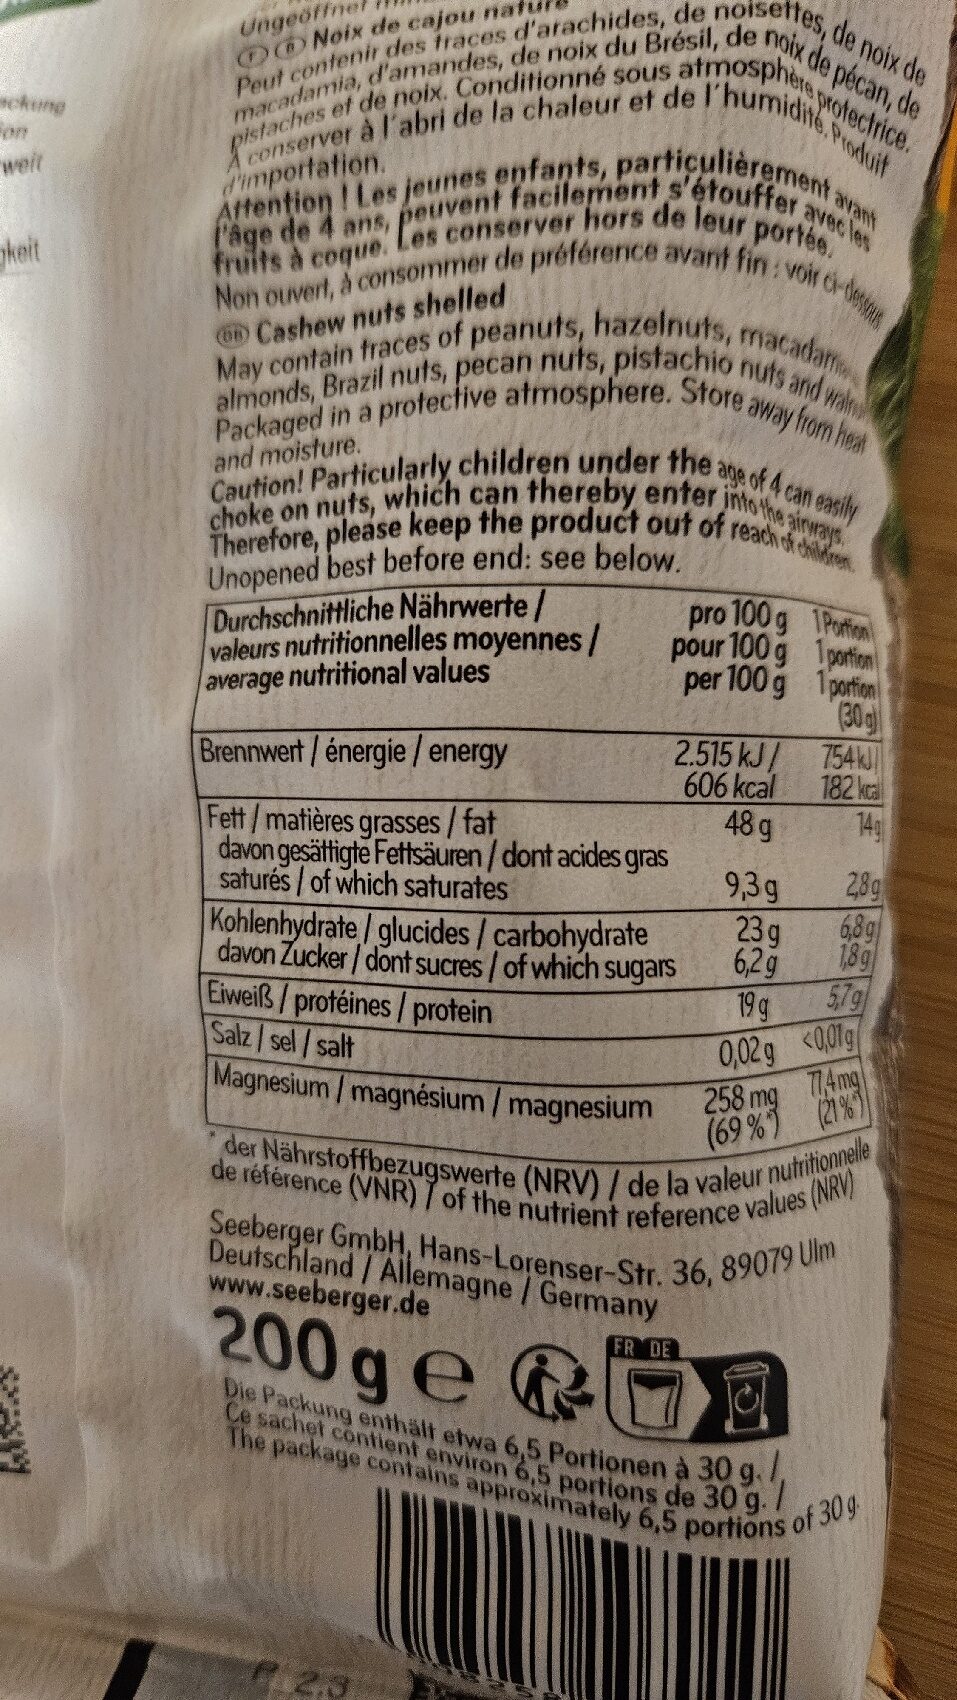 ackung
ion
weit
gkeit
Ungeöffnet
F B Noix de cajou nature
Peut contenir des traces d'arachides, de noisettes, de noix de
macadamia, d'amandes, de noix du Brésil, de noix de pécan, de
pistaches et de noix. Conditionné sous atmosphère protectrice.
À conserver à l'abri de la chaleur et de l'humidité. Produit
d'importation.
Attention ! Les jeunes enfants, particulièrement avant
l'âge de 4 ans, peuvent facilement s'étouffer avec les
fruits à coque. Les conserver hors de leur portée.
Non ouvert, à consommer de préférence avant fin : voir ci-dessous
GB Cashew nuts shelled
May contain traces of peanuts, hazelnuts, macadam
almonds, Brazil nuts, pecan nuts, pistachio nuts and waln
Packaged in a protective atmosphere. Store away from heat
and moisture.
Caution! Particularly children under the age of 4 can easily
choke on nuts, which can thereby enter into the airways.
Therefore, please keep the product out of reach of children.
Unopened best before end: see below.
Durchschnittliche Nährwerte / pro 100 g 1 Portion
valeurs nutritionnelles moyennes / pour 100 g 1 portion
average nutritional values per 100 g 1 portion
(30 g)
Brennwert / énergie / energy 2.515 kJ / 754 kJ /
606 kcal 182 kcal
Fett / matières grasses / fat 48 g 14 g
davon gesättigte Fettsäuren / dont acides gras
saturés / of which saturates 9,3 g 2,8 g
Kohlenhydrate / glucides / carbohydrate 23 g 6,8 g
davon Zucker / dont sucres / of which sugars 6,2 g 1,8 g
Eiweiß / protéines / protein 19 g 5,7 g
Salz / sel / salt 0,02 g <0,01 g
Magnesium / magnésium / magnesium 258 mg 77,4 mg
(69 %*) (21 %*)
* der Nährstoffbezugswerte (NRV) / de la valeur nutritionnelle
de référence (VNR) / of the nutrient reference values (NRV)
Seeberger GmbH, Hans-Lorenser-Str. 36, 89079 Ulm
Deutschland / Allemagne / Germany
www.seeberger.de
200 g e
FR DE
Die Packung enthält etwa 6,5 Portionen à 30 g. /
Ce sachet contient environ 6,5 portions de 30 g. /
The package contains approximately 6,5 portions of 30 g.